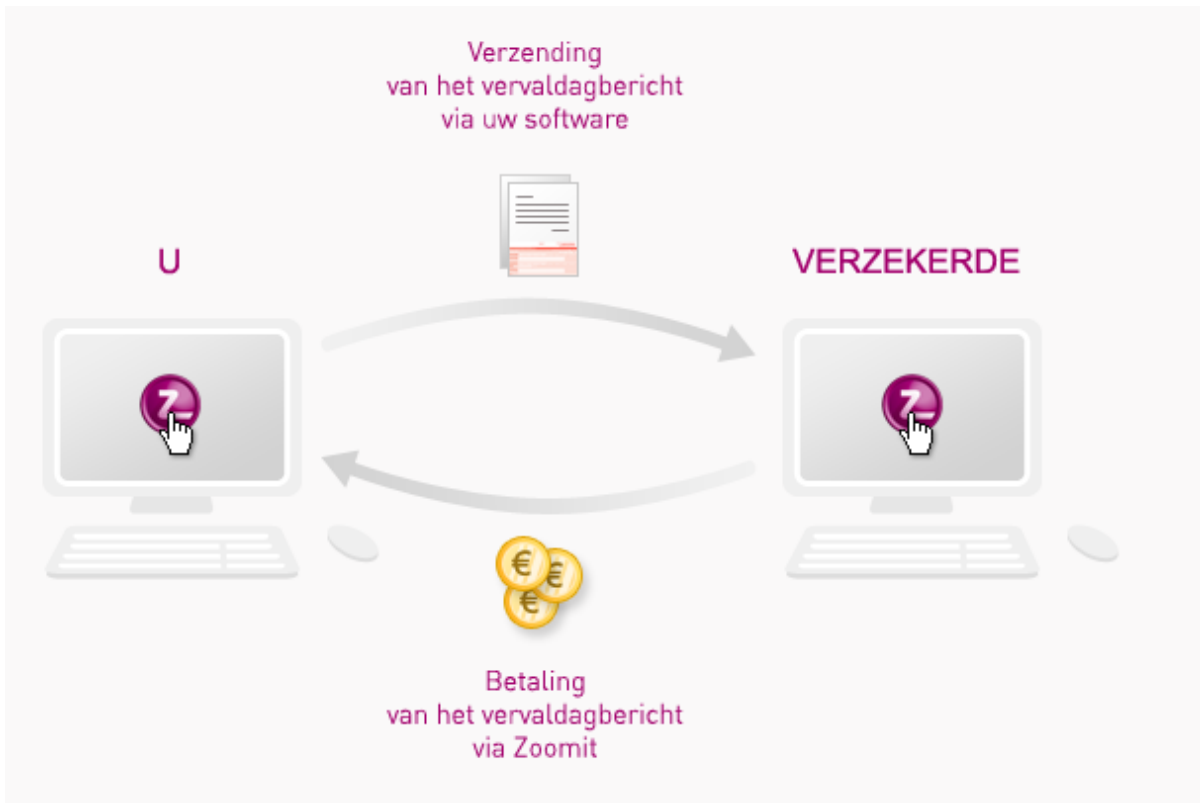 Verzending
van het vervaldagbericht
via uw software
U
VERZEKERDE
Betaling
van het vervaldagbericht
via Zoomit